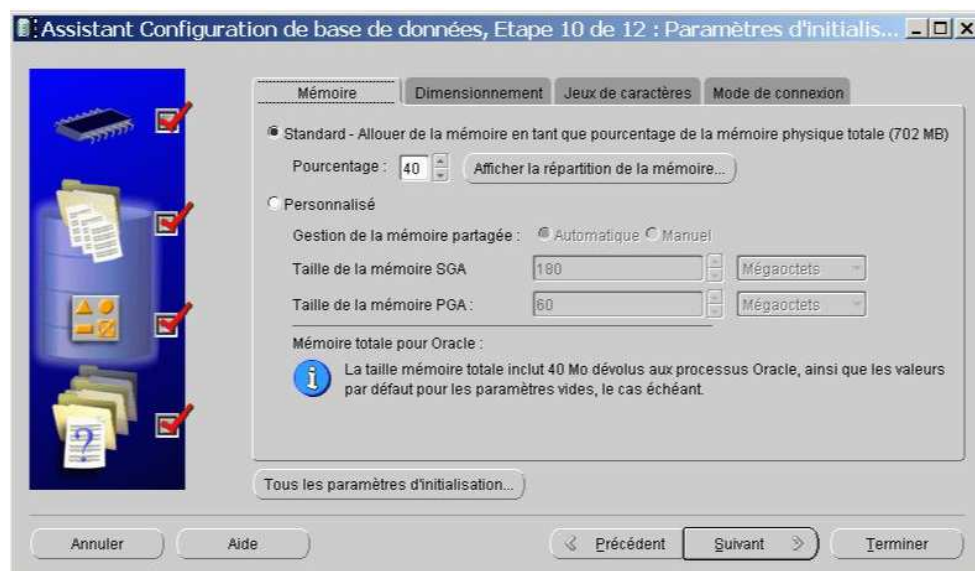 Assistant Configuration de base de données, Etape 10 de 12 : Paramètres d'initialis...
Mémoire
Dimensionnement
Jeux de caractères
Mode de connexion
Standard - Allouer de la mémoire en tant que pourcentage de la mémoire physique totale (702 MB)
Pourcentage : 40 Afficher la répartition de la mémoire...
Personnalisé
Gestion de la mémoire partagée : Automatique Manuel
Taille de la mémoire SGA 180 Mégaoctets
Taille de la mémoire PGA : 60 Mégaoctets
Mémoire totale pour Oracle :
La taille mémoire totale inclut 40 Mo dévolus aux processus Oracle, ainsi que les valeurs
par défaut pour les paramètres vides, le cas échéant.
?
Tous les paramètres d'initialisation...
Annuler
Aide
Précédent
Suivant
Terminer